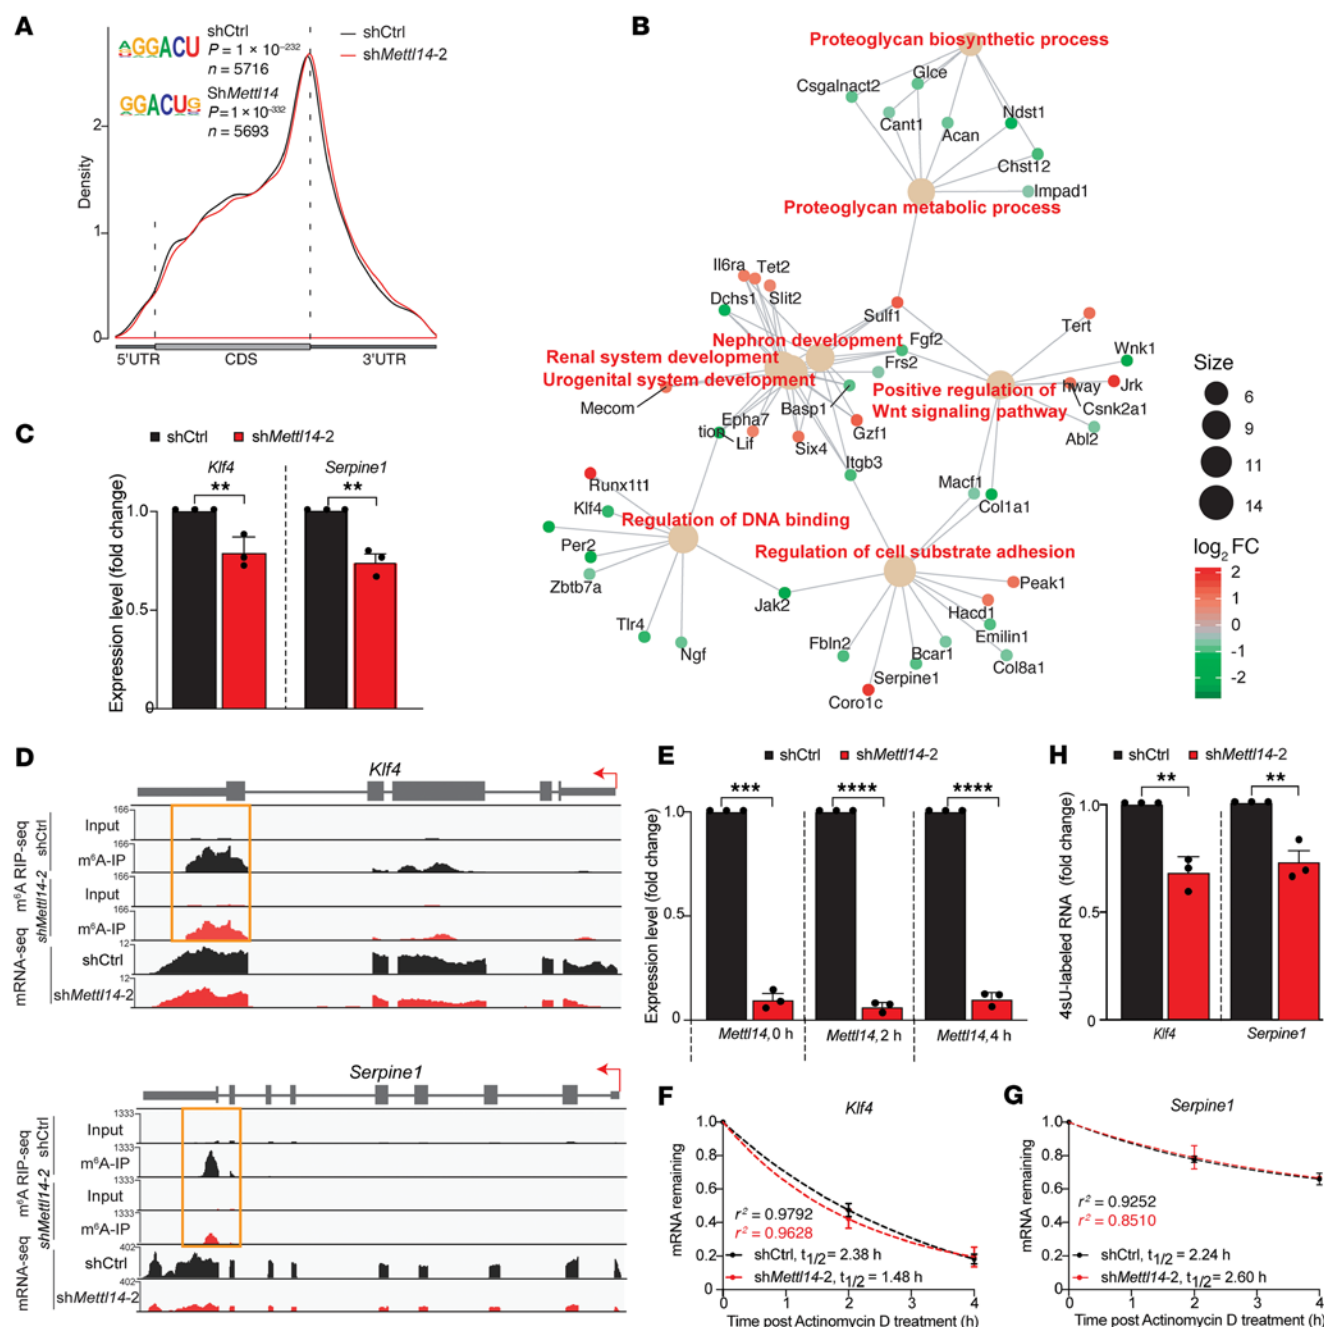 A
AGGACU
shCtrl
P = 1 × 10⁻²³²
n = 5716
GGACUG
ShMettl14
P = 1 × 10⁻³³²
n = 5693
shCtrl
shMettl14-2
Density
2
1
0
5'UTR
CDS
3'UTR
B
Proteoglycan biosynthetic process
Csgalnact2
Glce
Cant1
Acan
Ndst1
Chst12
Impad1
Proteoglycan metabolic process
Il6ra
Tet2
Slit2
Dchs1
Sulf1
Tert
Nephron development
Fgf2
Renal system development
Frs2
Wnk1
Urogenital system development
Positive regulation of
Wnt signaling pathway
hway
Jrk
Csnk2a1
Abl2
Mecom
Basp1
Epha7
tion
Lif
Six4
Gzf1
Itgb3
Macf1
Col1a1
Runx1t1
Klf4
Regulation of DNA binding
Per2
Zbtb7a
Regulation of cell substrate adhesion
Jak2
Peak1
Hacd1
Emilin1
Tlr4
Ngf
Fbln2
Bcar1
Col8a1
Serpine1
Coro1c
Size
6
9
11
14
log₂ FC
2
1
0
-1
-2
C
shCtrl
shMettl14-2
Klf4
Serpine1
**
**
Expression level (fold change)
1.0
0.5
0
D
Klf4
m⁶A RIP-seq
shCtrl
shMettl14-2
166
Input
166
m⁶A-IP
166
Input
166
m⁶A-IP
mRNA-seq
12
shCtrl
12
shMettl14-2
Serpine1
m⁶A RIP-seq
shCtrl
shMettl14-2
1333
Input
1333
m⁶A-IP
1333
Input
1333
m⁶A-IP
mRNA-seq
402
shCtrl
402
shMettl14-2
E
shCtrl
shMettl14-2
***
****
****
Expression level (fold change)
1.0
0.5
0
Mettl14, 0 h
Mettl14, 2 h
Mettl14, 4 h
H
shCtrl
shMettl14-2
**
**
4sU-labeled RNA (fold change)
1.0
0.5
0
Klf4
Serpine1
F
Klf4
mRNA remaining
1.0
0.8
0.6
0.4
0.2
0
r² = 0.9792
r² = 0.9628
shCtrl, t1/2 = 2.38 h
shMettl14-2, t1/2 = 1.48 h
0 1 2 3 4
Time post Actinomycin D treatment (h)
G
Serpine1
mRNA remaining
1.0
0.8
0.6
0.4
0.2
0
r² = 0.9252
r² = 0.8510
shCtrl, t1/2 = 2.24 h
shMettl14-2, t1/2 = 2.60 h
0 1 2 3 4
Time post Actinomycin D treatment (h)